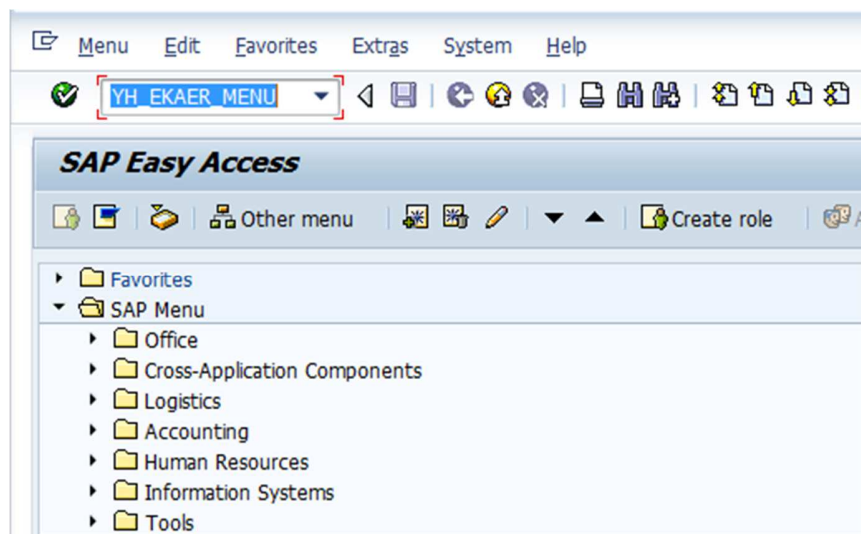 Menu Edit Favorites Extras System Help
YH_EKAER_MENU
SAP Easy Access
Other menu Create role A
Favorites
SAP Menu
Office
Cross-Application Components
Logistics
Accounting
Human Resources
Information Systems
Tools